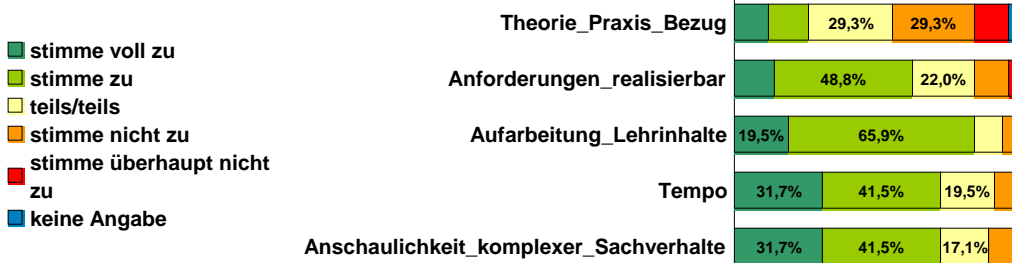 stimme voll zu
stimme zu
teils/teils
stimme nicht zu
stimme überhaupt nicht
zu
keine Angabe
Theorie_Praxis_Bezug
29,3% 29,3%
Anforderungen_realisierbar
48,8% 22,0%
Aufarbeitung_Lehrinhalte
19,5% 65,9%
Tempo
31,7% 41,5% 19,5%
Anschaulichkeit_komplexer_Sachverhalte
31,7% 41,5% 17,1%